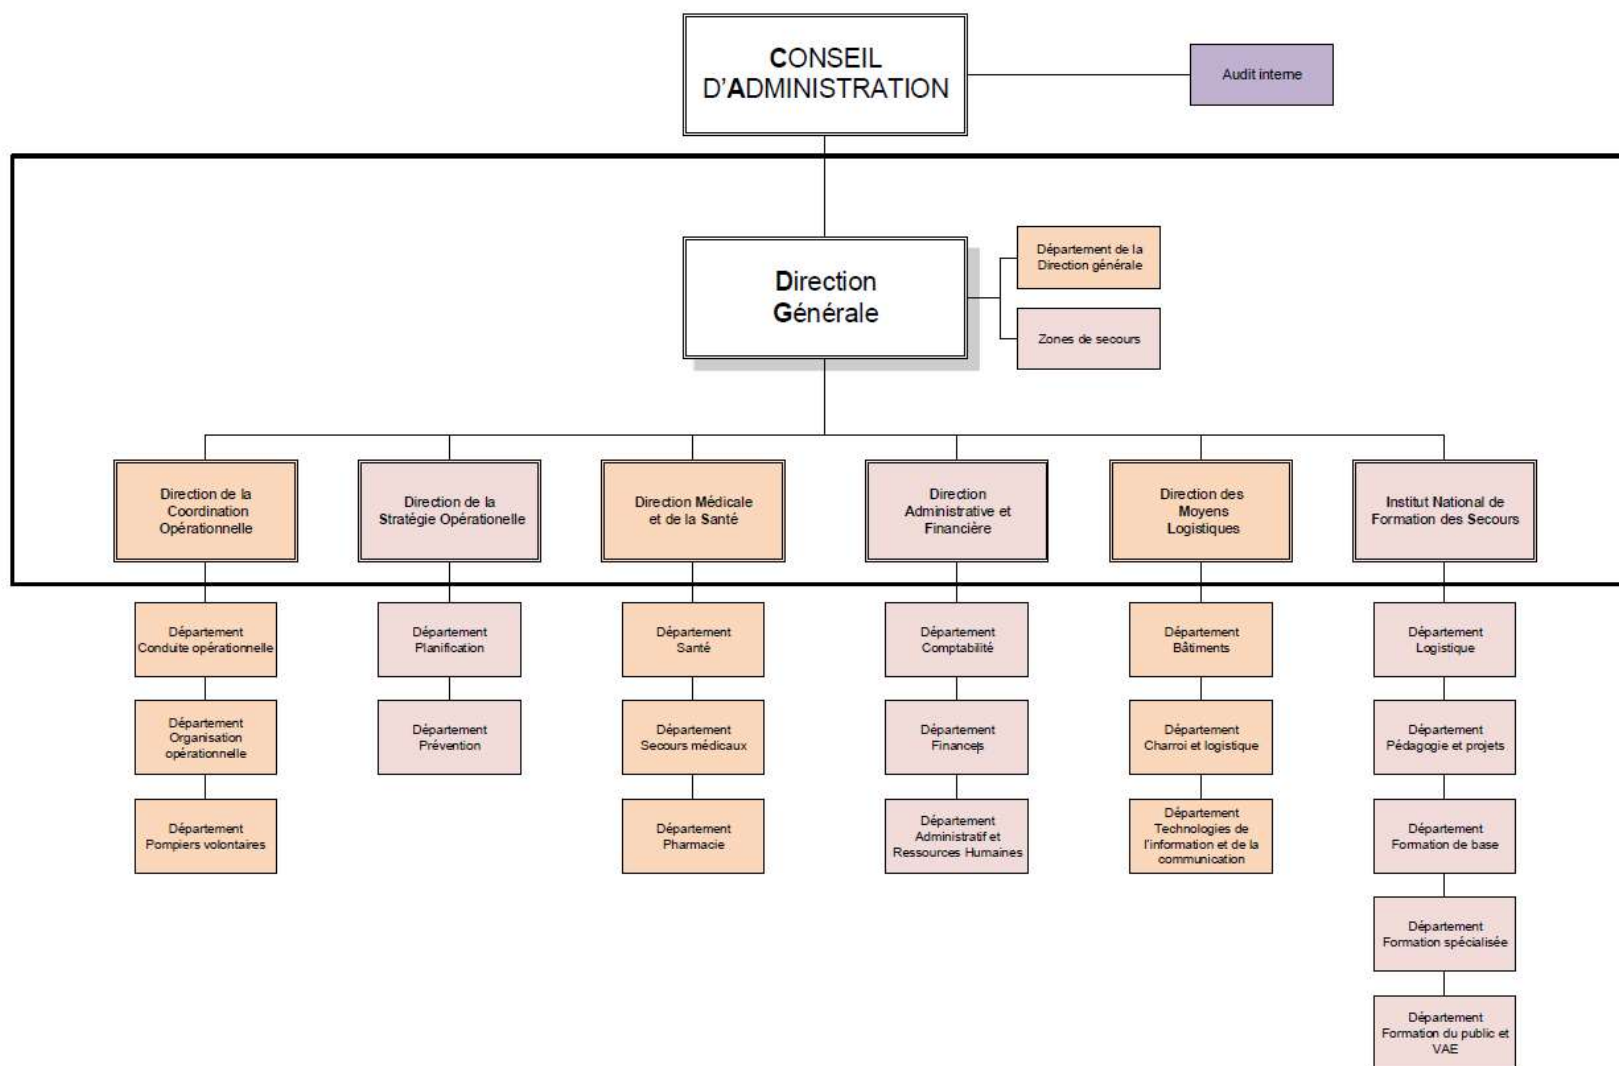 CONSEIL
D'ADMINISTRATION
Audit interne
Direction
Générale
Département de la
Direction générale
Zones de secours
Direction de la
Coordination
Opérationnelle
Direction de la
Stratégie Opérationelle
Direction Médicale
et de la Santé
Direction
Administrative et
Financière
Direction des
Moyens
Logistiques
Institut National de
Formation des Secours
Département
Conduite opérationnelle
Département
Planification
Département
Santé
Département
Comptabilité
Département
Bâtiments
Département
Logistique
Département
Organisation
opérationnelle
Département
Prévention
Département
Secours médicaux
Département
Finances
Département
Charroi et logistique
Département
Pédagogie et projets
Département
Pompiers volontaires
Département
Pharmacie
Département
Administratif et
Ressources Humaines
Département
Technologies de
l'information et de la
communication
Département
Formation de base
Département
Formation spécialisée
Département
Formation du public et
VAE